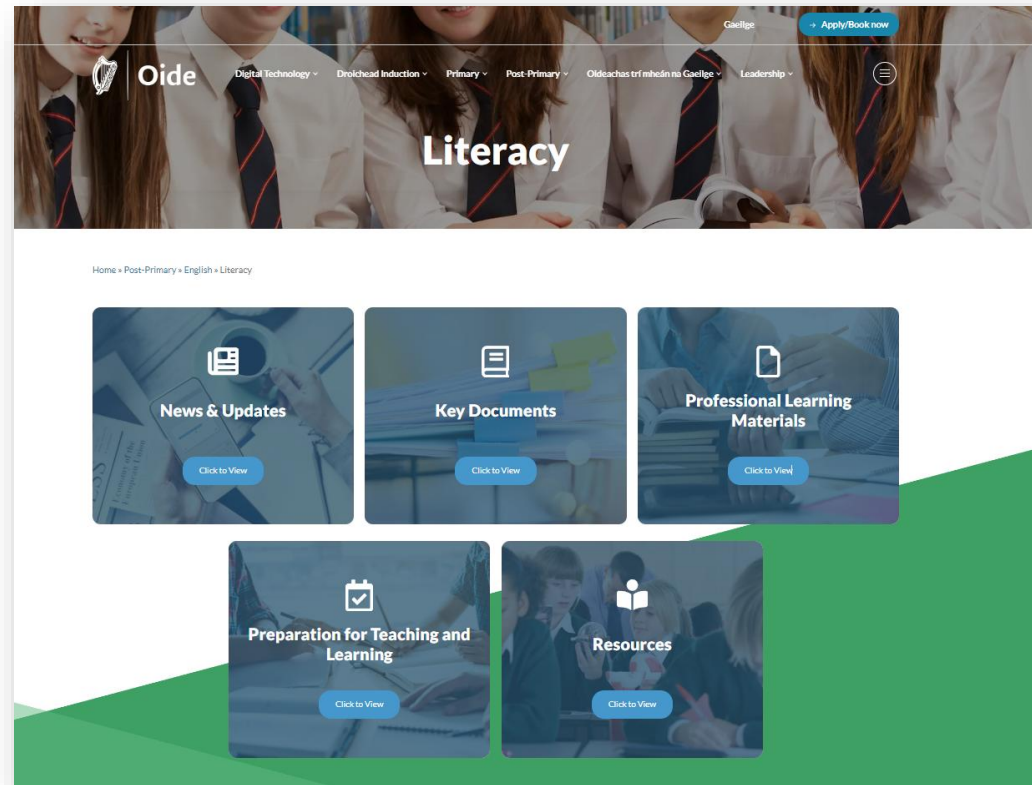 Gaeilge
→ Apply/Book now
Oide
Digital Technology
Droichead Induction
Primary
Post-Primary
Oideachas trí mheán na Gaeilge
Leadership
Literacy
Home » Post-Primary » English » Literacy
News & Updates
Click to View
Key Documents
Click to View
Professional Learning
Materials
Click to View
Preparation for Teaching and
Learning
Click to View
Resources
Click to View